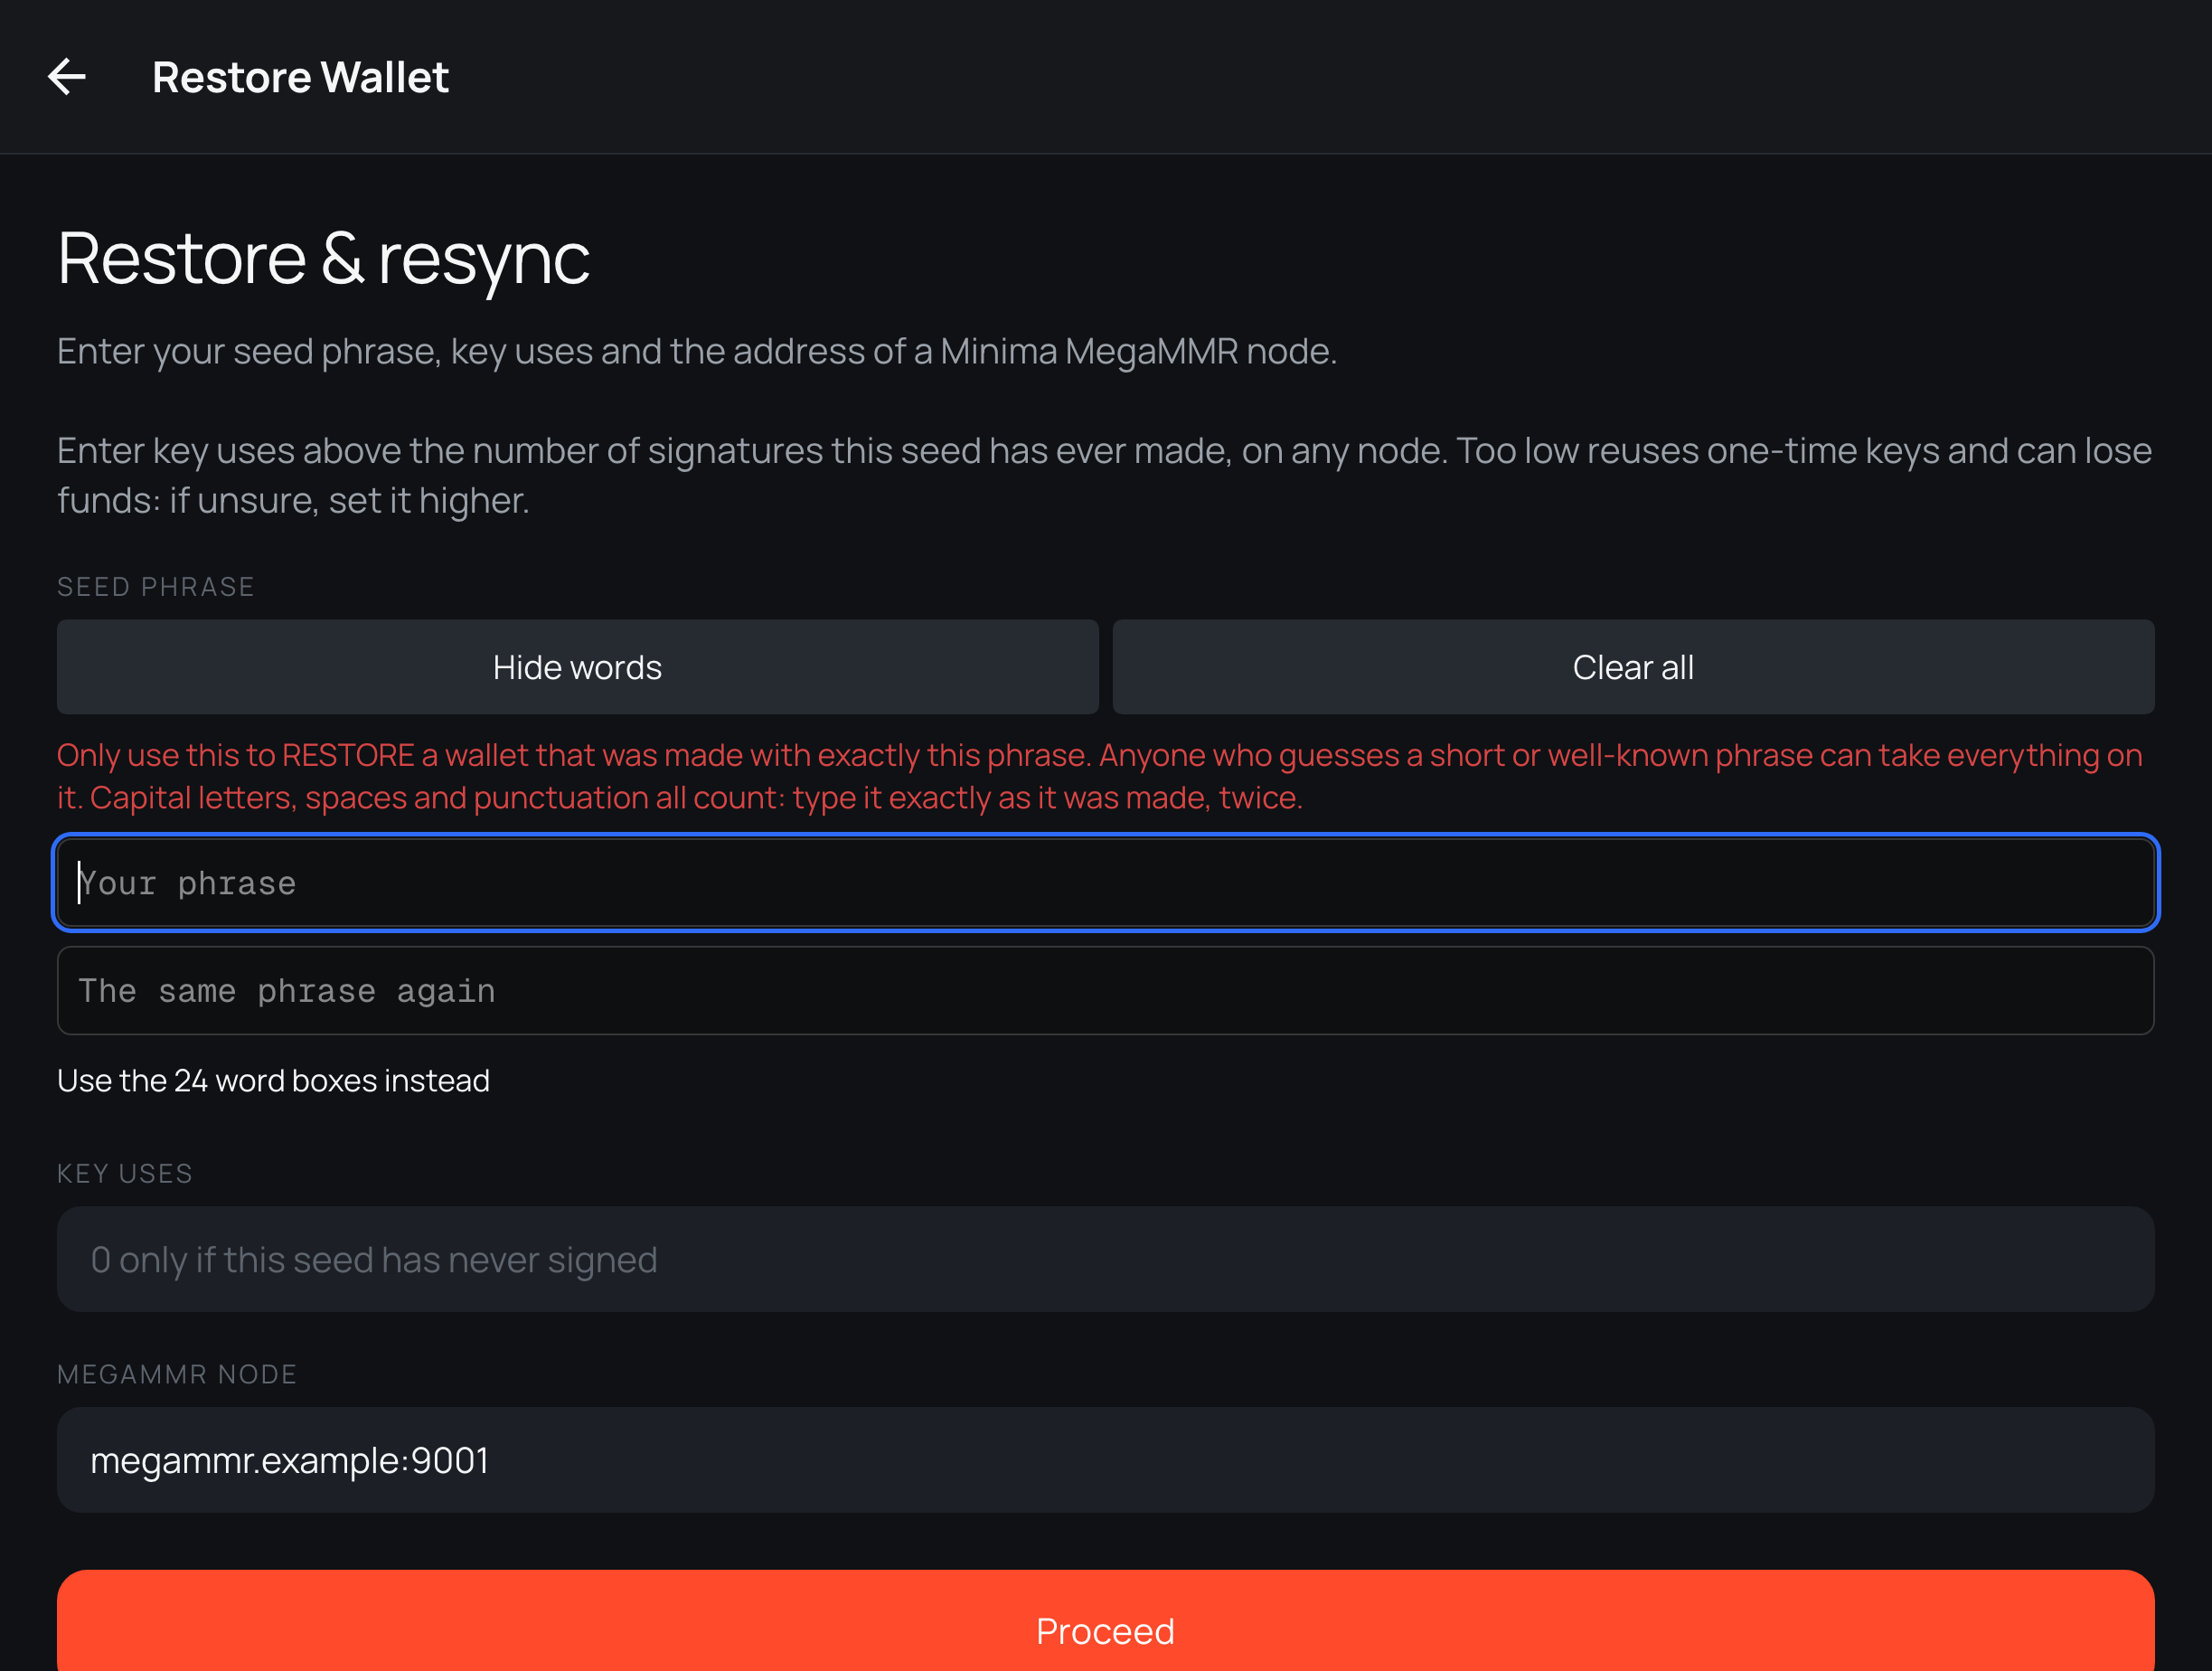 Restore Wallet
Restore & resync
Enter your seed phrase, key uses and the address of a Minima MegaMMR node.
Enter key uses above the number of signatures this seed has ever made, on any node. Too low reuses one-time keys and can lose
funds: if unsure, set it higher.
SEED PHRASE
Hide words
Clear all
Only use this to RESTORE a wallet that was made with exactly this phrase. Anyone who guesses a short or well-known phrase can take everything on
it. Capital letters, spaces and punctuation all count: type it exactly as it was made, twice.
Your phrase
The same phrase again
Use the 24 word boxes instead
KEY USES
0 only if this seed has never signed
MEGAMMR NODE
megammr.example:9001
Proceed